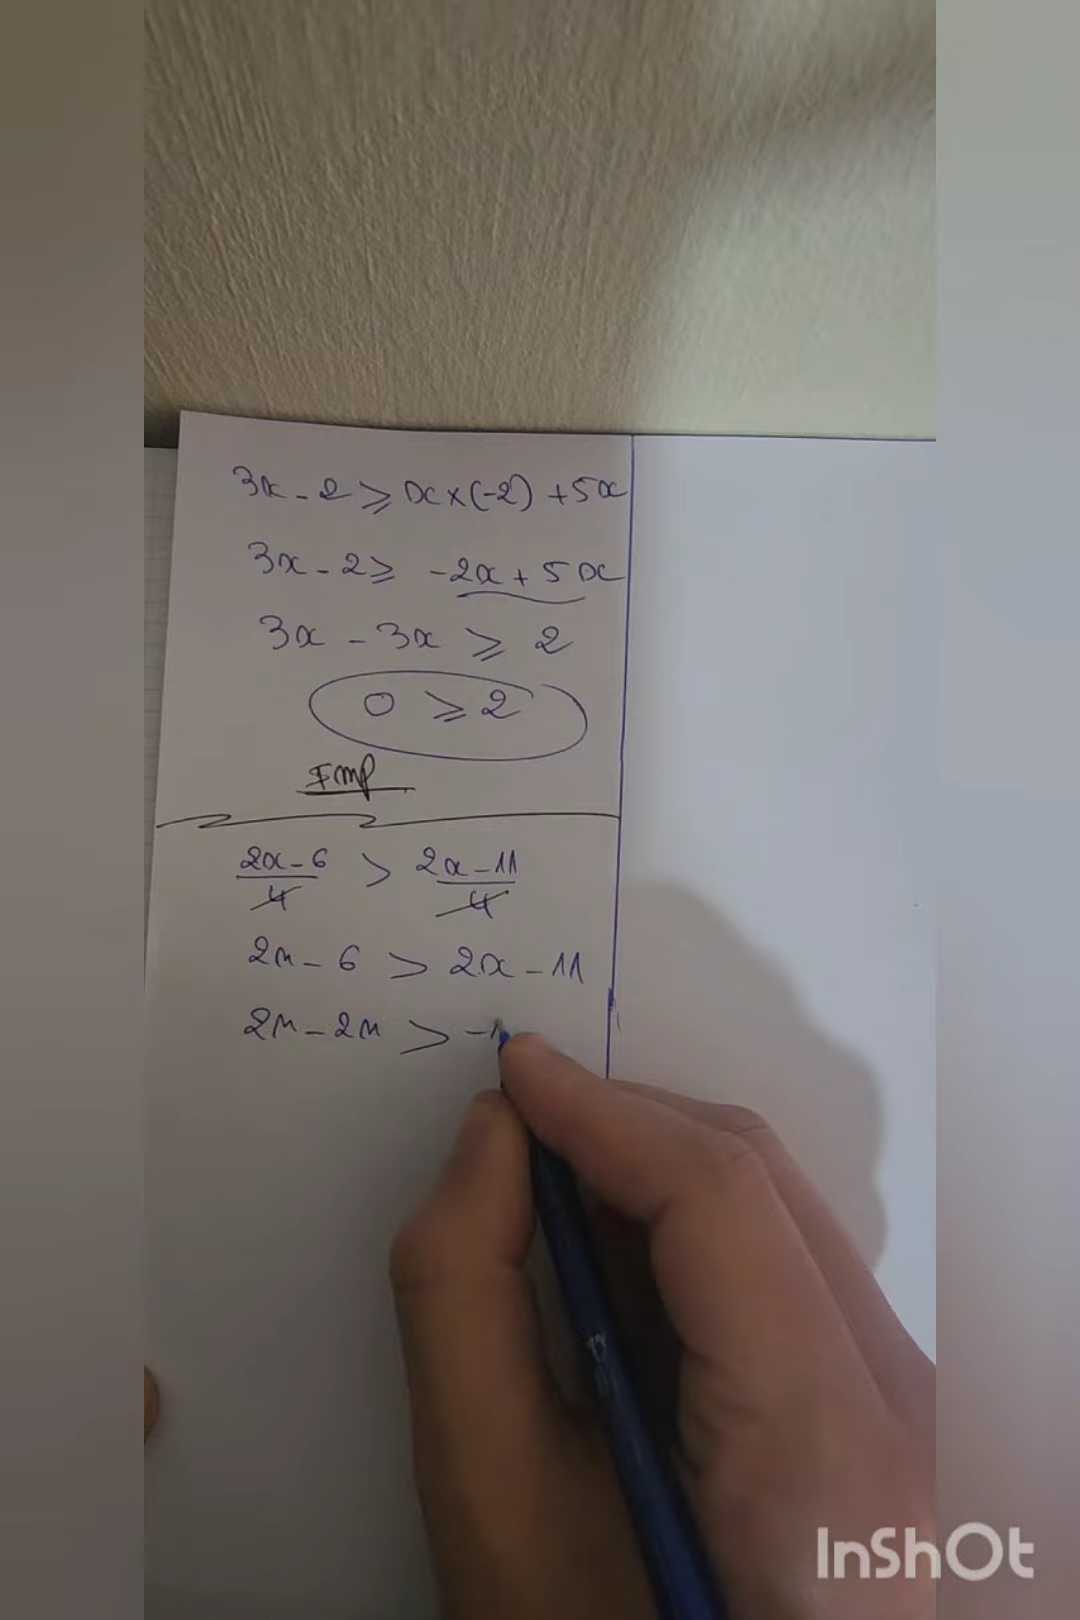 3x - 2 ⩾ x × (-2) + 5x
3x - 2 ⩾ -2x + 5x
3x - 3x ⩾ 2
0 ⩾ 2
Imp
2x - 6 / 4 > 2x - 11 / 4
2x - 6 > 2x - 11
2x - 2x > -1
InShOt